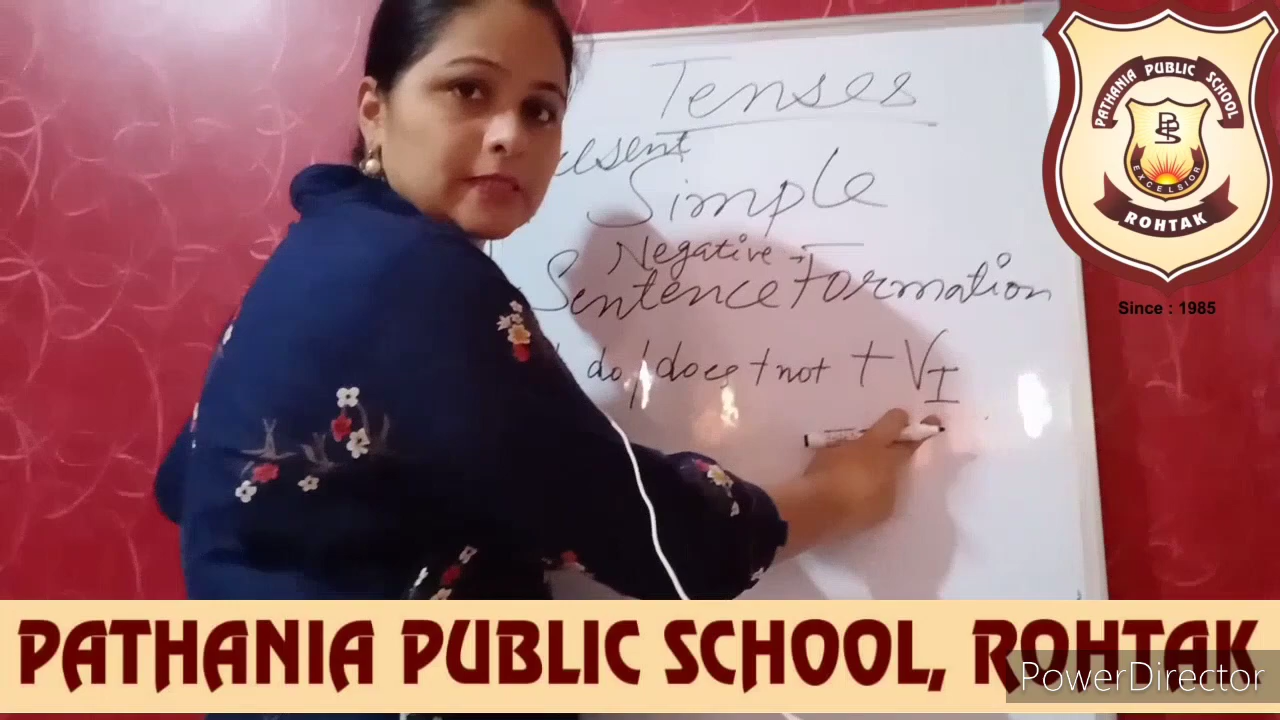 Tenses
Simple
Negative
Sentence Formation
do/does + not + VI
PATHANIA PUBLIC SCHOOL
PPS
EXCELSIOR
ROHTAK
Since : 1985
PATHANIA PUBLIC SCHOOL, ROHTAK
PowerDirector